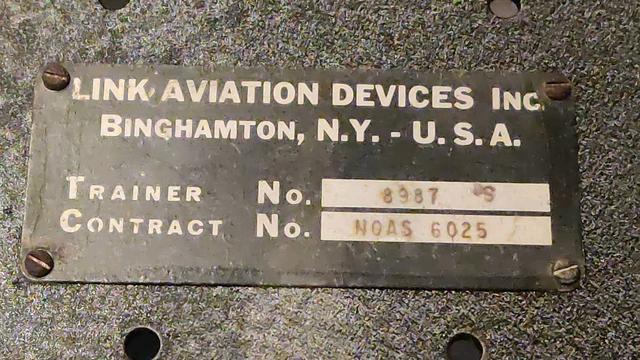 LINK AVIATION DEVICES INC.
BINGHAMTON, N.Y. - U.S.A.
TRAINER NO. 8987 S
CONTRACT NO. NOAS 6025